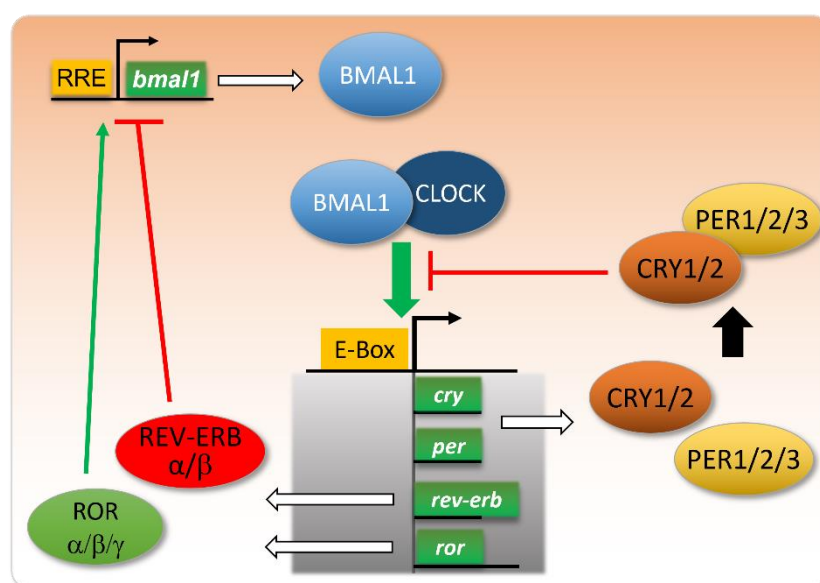 RRE
bmal1
BMAL1
BMAL1
CLOCK
PER1/2/3
CRY1/2
E-Box
cry
CRY1/2
per
PER1/2/3
REV-ERB
α/β
rev-erb
ROR
α/β/γ
ror